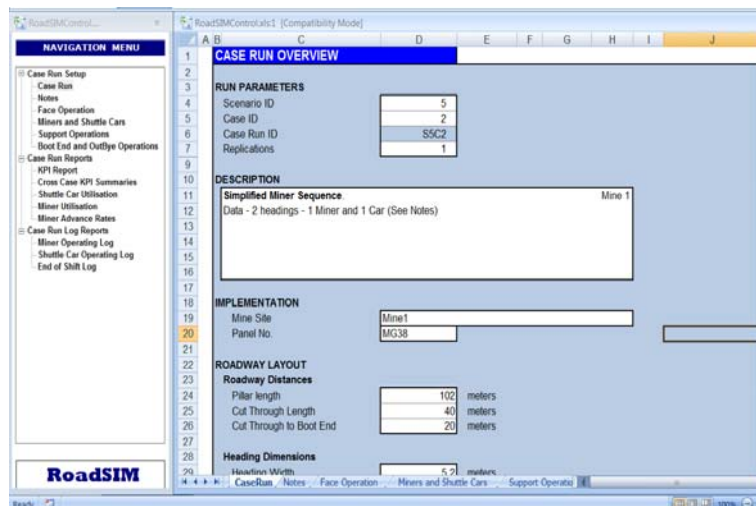 RoadSIMControl....
RoadSIMControl.xls:1 [Compatibility Mode]
NAVIGATION MENU
Case Run Setup
Case Run
Notes
Face Operation
Miners and Shuttle Cars
Support Operations
Boot End and OutBye Operations
Case Run Reports
KPI Report
Cross Case KPI Summaries
Shuttle Car Utilisation
Miner Utilisation
Miner Advance Rates
Case Run Log Reports
Miner Operating Log
Shuttle Car Operating Log
End of Shift Log
RoadSIM
A B C D E F G H I J
1 CASE RUN OVERVIEW
2
3 RUN PARAMETERS
4 Scenario ID 5
5 Case ID 2
6 Case Run ID S5C2
7 Replications 1
9
10 DESCRIPTION
11 Simplified Miner Sequence. Mine 1
12 Data - 2 headings - 1 Miner and 1 Car (See Notes)
13
14
15
16
17
18 IMPLEMENTATION
19 Mine Site Mine1
20 Panel No. MG38
21
22 ROADWAY LAYOUT
23 Roadway Distances
24 Pillar length 102 meters
25 Cut Through Length 40 meters
26 Cut Through to Boot End 20 meters
27
28 Heading Dimensions
29 Heading Width 5.2 meters
CaseRun Notes Face Operation Miners and Shuttle Cars Support Operatio
Ready 100%